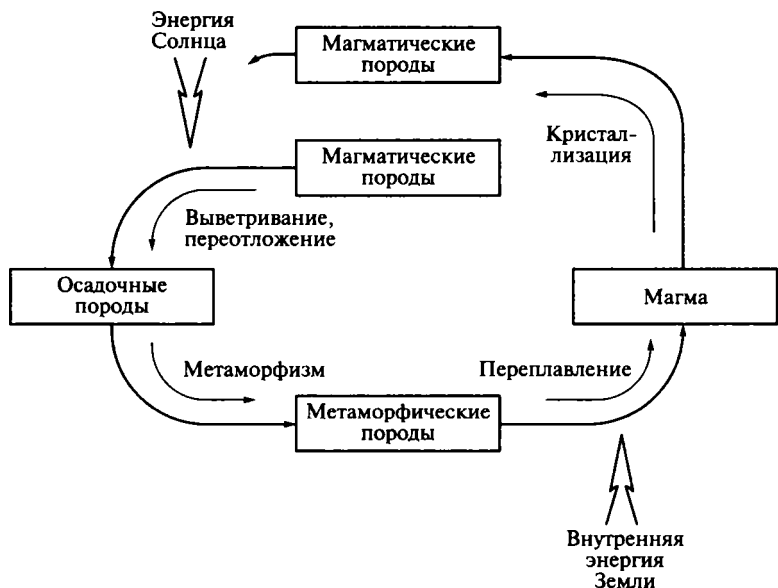 Энергия
Солнца
Магматические
породы
Кристал-
лизация
Магматические
породы
Выветривание,
переотложение
Осадочные
породы
Магма
Метаморфизм
Переплавление
Метаморфические
породы
Внутренняя
энергия
Земли